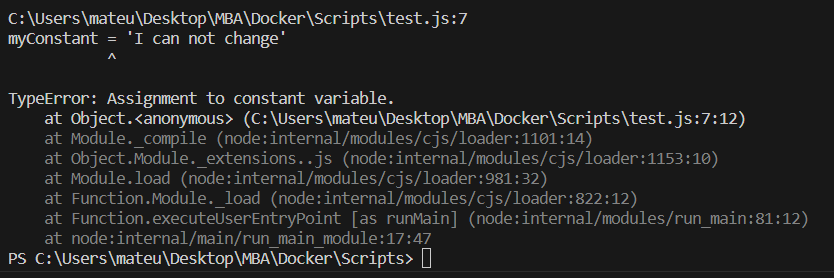 C:\Users\mateu\Desktop\MBA\Docker\Scripts\test.js:7
myConstant = 'I can not change'
           ^
TypeError: Assignment to constant variable.
    at Object.<anonymous> (C:\Users\mateu\Desktop\MBA\Docker\Scripts\test.js:7:12)
    at Module._compile (node:internal/modules/cjs/loader:1101:14)
    at Object.Module._extensions..js (node:internal/modules/cjs/loader:1153:10)
    at Module.load (node:internal/modules/cjs/loader:981:32)
    at Function.Module._load (node:internal/modules/cjs/loader:822:12)
    at Function.executeUserEntryPoint [as runMain] (node:internal/modules/run_main:81:12)
    at node:internal/main/run_main_module:17:47
PS C:\Users\mateu\Desktop\MBA\Docker\Scripts>